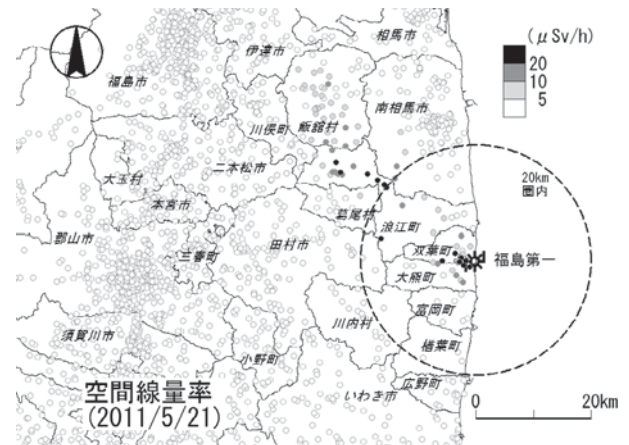 相馬市
(μSv/h)
伊達市
20
10
5
福島市
南相馬市
川俣町
飯舘村
二本松市
20km
圏内
大玉村
本宮市
葛尾村
浪江町
郡山市
三春町
田村市
双葉町
福島第一
大熊町
富岡町
川内村
須賀川市
楢葉町
小野町
空間線量率
いわき市
広野町
(2011/5/21)
0
20km